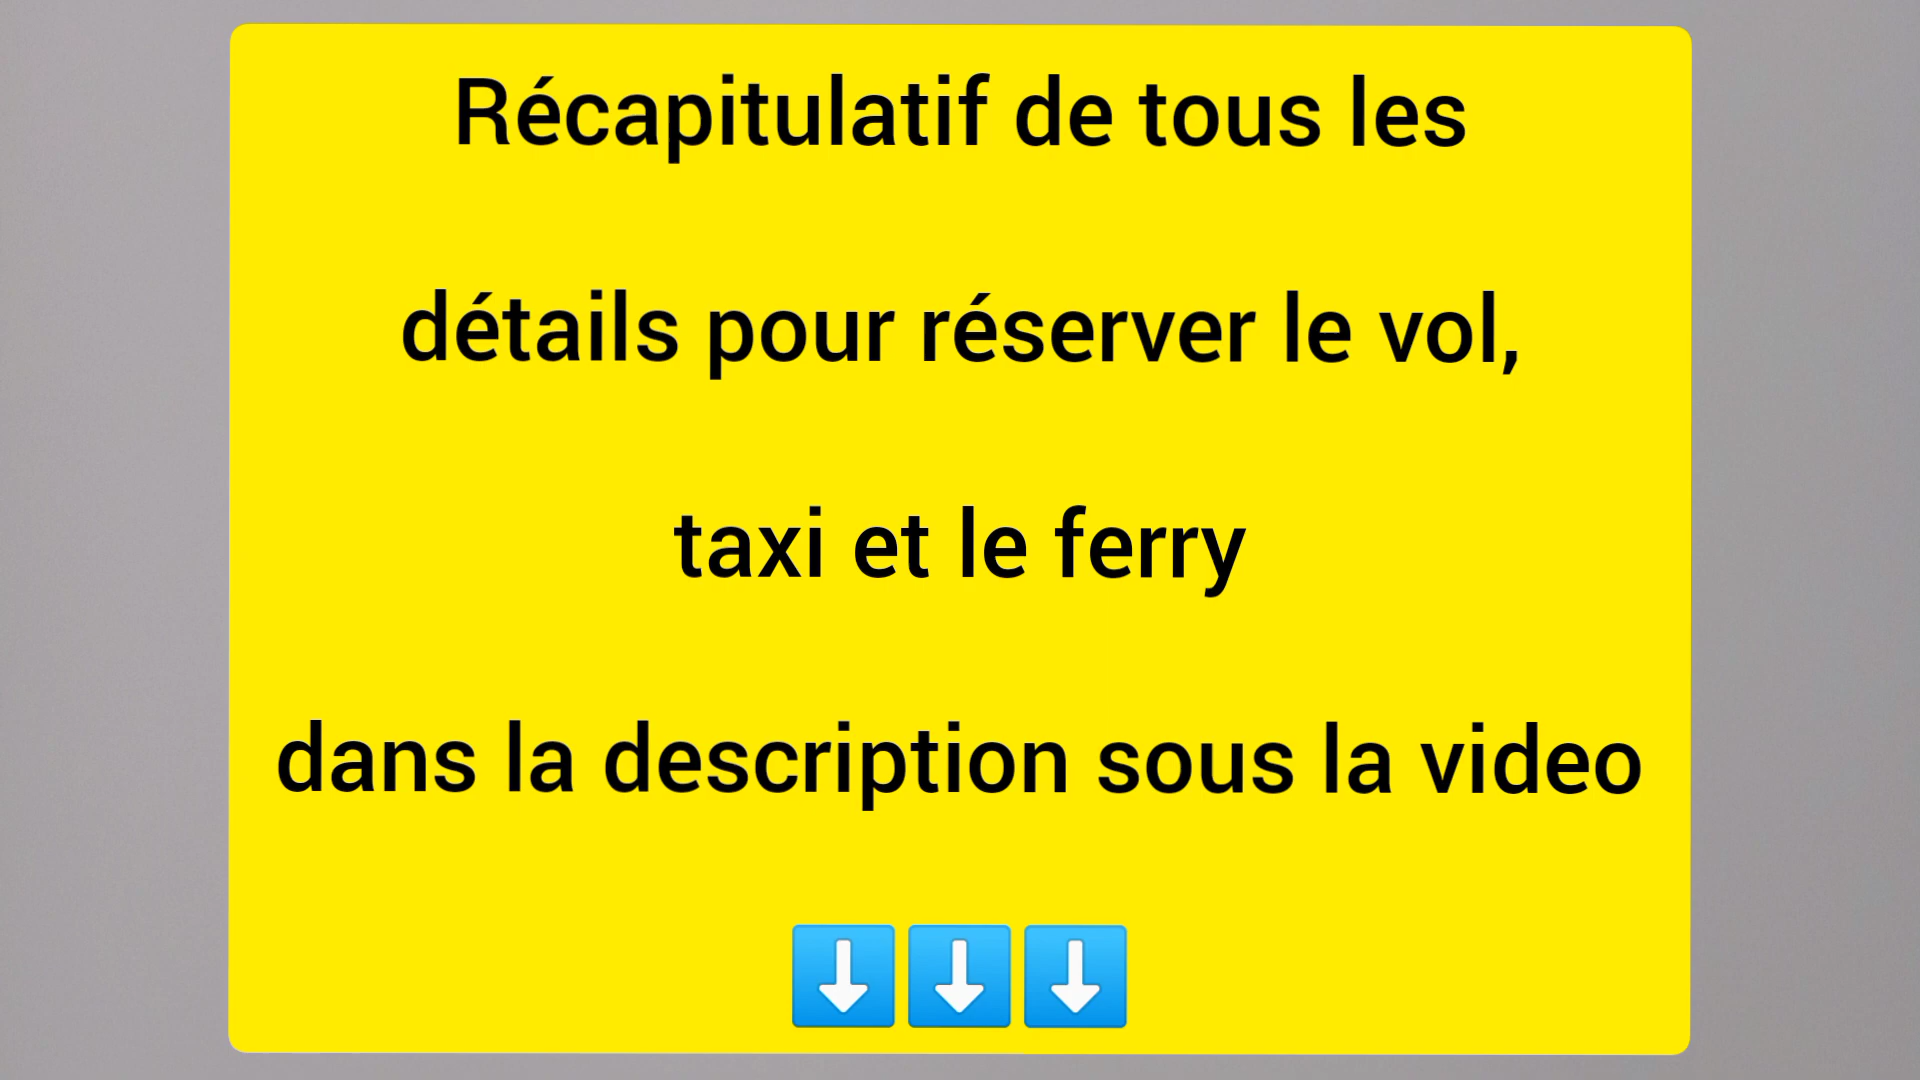 Récapitulatif de tous les
détails pour réserver le vol,
taxi et le ferry
dans la description sous la video
⬇️⬇️⬇️